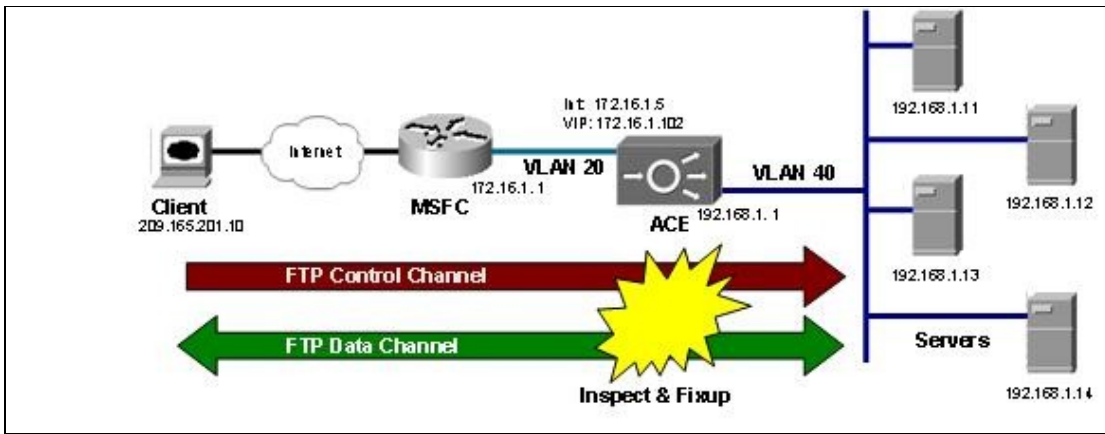 Client
209.165.201.10
Internet
MSFC
172.16.1.1
VLAN 20
Int: 172.16.1.5
VIP: 172.16.1.102
ACE
192.168.1.1
VLAN 40
192.168.1.11
192.168.1.12
192.168.1.13
192.168.1.14
Servers
FTP Control Channel
FTP Data Channel
Inspect & Fixup